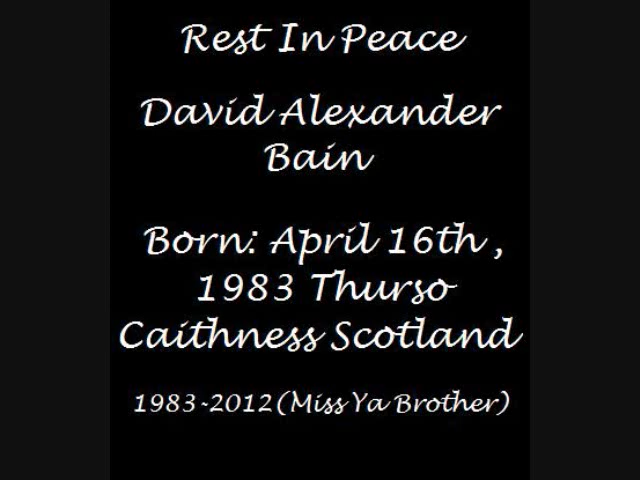 Rest In Peace
David Alexander
Bain
Born: April 16th ,
1983 Thurso
Caithness Scotland
1983-2012(Miss Ya Brother)